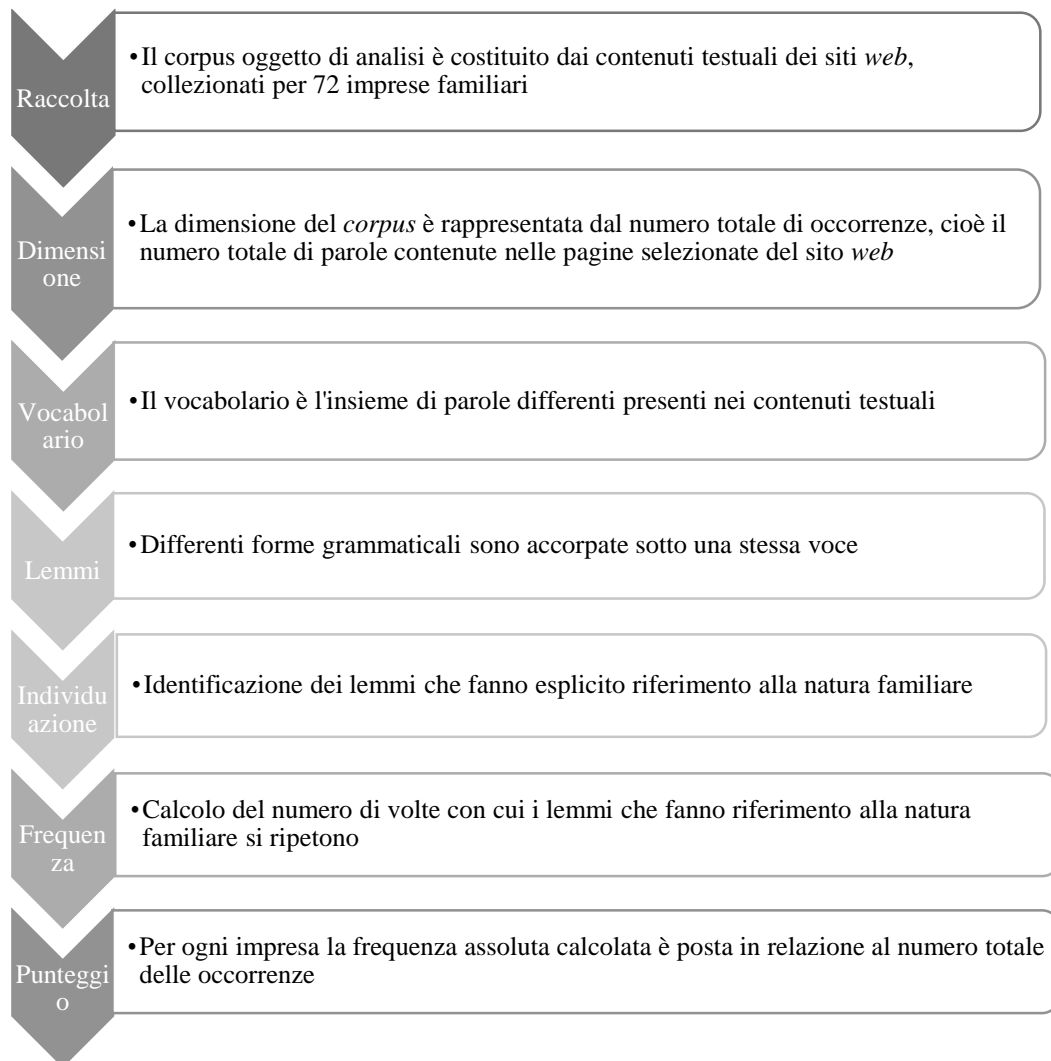 Raccolta
•Il corpus oggetto di analisi è costituito dai contenuti testuali dei siti web,
collezionati per 72 imprese familiari
Dimensi
one
•La dimensione del corpus è rappresentata dal numero totale di occorrenze, cioè il
numero totale di parole contenute nelle pagine selezionate del sito web
Vocabol
ario
•Il vocabolario è l'insieme di parole differenti presenti nei contenuti testuali
Lemmi
•Differenti forme grammaticali sono accorpate sotto una stessa voce
Individu
azione
•Identificazione dei lemmi che fanno esplicito riferimento alla natura familiare
Frequen
za
•Calcolo del numero di volte con cui i lemmi che fanno riferimento alla natura
familiare si ripetono
Punteggi
o
•Per ogni impresa la frequenza assoluta calcolata è posta in relazione al numero totale
delle occorrenze